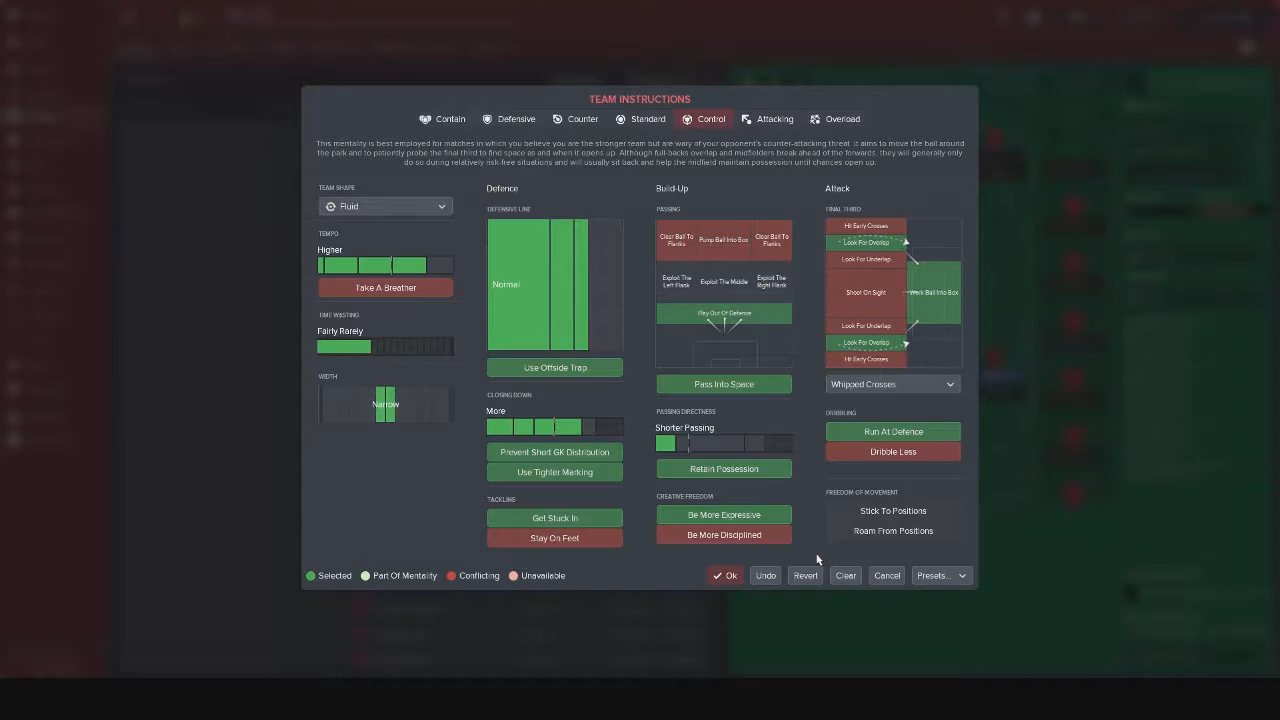 TEAM INSTRUCTIONS
Contain Defensive Counter Standard Control Attacking Overload
This mentality is best employed for matches in which you believe you are the stronger team but are wary of your opponent's counter-attacking threat. It aims to move the ball around
the park and to patiently probe the final third to find space as and when it opens up. Although full-backs overlap and midfielders break ahead of the forwards, they will generally only
do so during relatively risk-free situations and will usually sit back and help the midfield maintain possession until chances open up.
TEAM SHAPE
Fluid
TEMPO
Higher
Take A Breather
TIME WASTING
Fairly Rarely
WIDTH
Narrow
Defence
DEFENSIVE LINE
Normal
Use Offside Trap
CLOSING DOWN
More
Prevent Short GK Distribution
Use Tighter Marking
TACKLING
Get Stuck In
Stay On Feet
Build-Up
PASSING
Clear Ball To
Flanks
Pump Ball Into Box
Clear Ball To
Flanks
Exploit The
Left Flank
Exploit The Middle
Exploit The
Right Flank
Play Out Of Defence
Pass Into Space
PASSING DIRECTNESS
Shorter Passing
Retain Possession
CREATIVE FREEDOM
Be More Expressive
Be More Disciplined
Attack
FINAL THIRD
Hit Early Crosses
Look For Overlap
Look For Underlap
Shoot On Sight
Work Ball Into Box
Look For Underlap
Look For Overlap
Hit Early Crosses
Whipped Crosses
DRIBBLING
Run At Defence
Dribble Less
FREEDOM OF MOVEMENT
Stick To Positions
Roam From Positions
Selected Part Of Mentality Conflicting Unavailable
Ok Undo Revert Clear Cancel Presets...